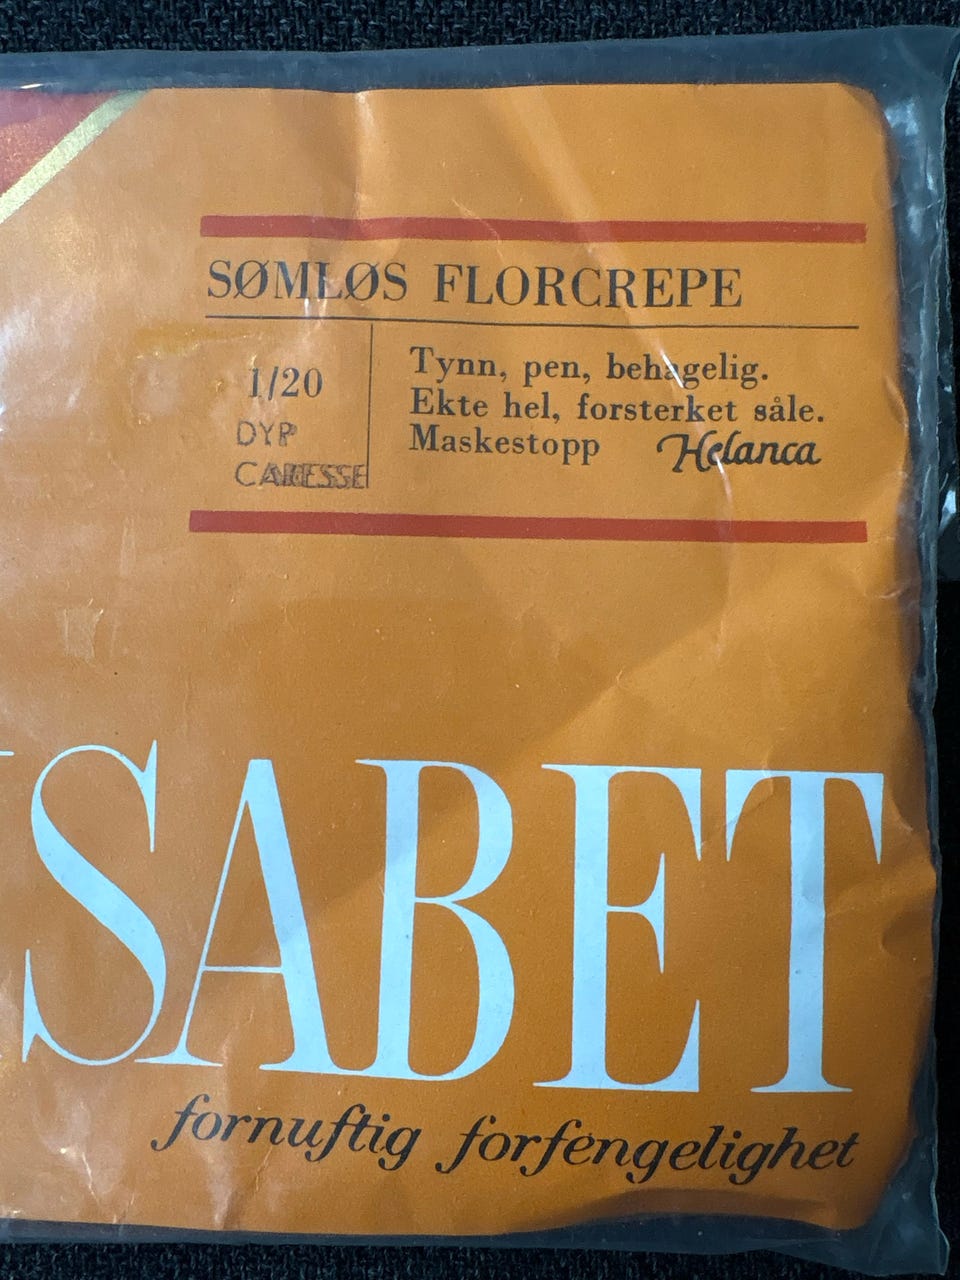 SØMLØS FLORCREPE
1/20
DYP
CARESSE
Tynn, pen, behagelig.
Ekte hel, forsterket såle.
Maskestopp Helanca
SABET
fornuftig forfengelighet